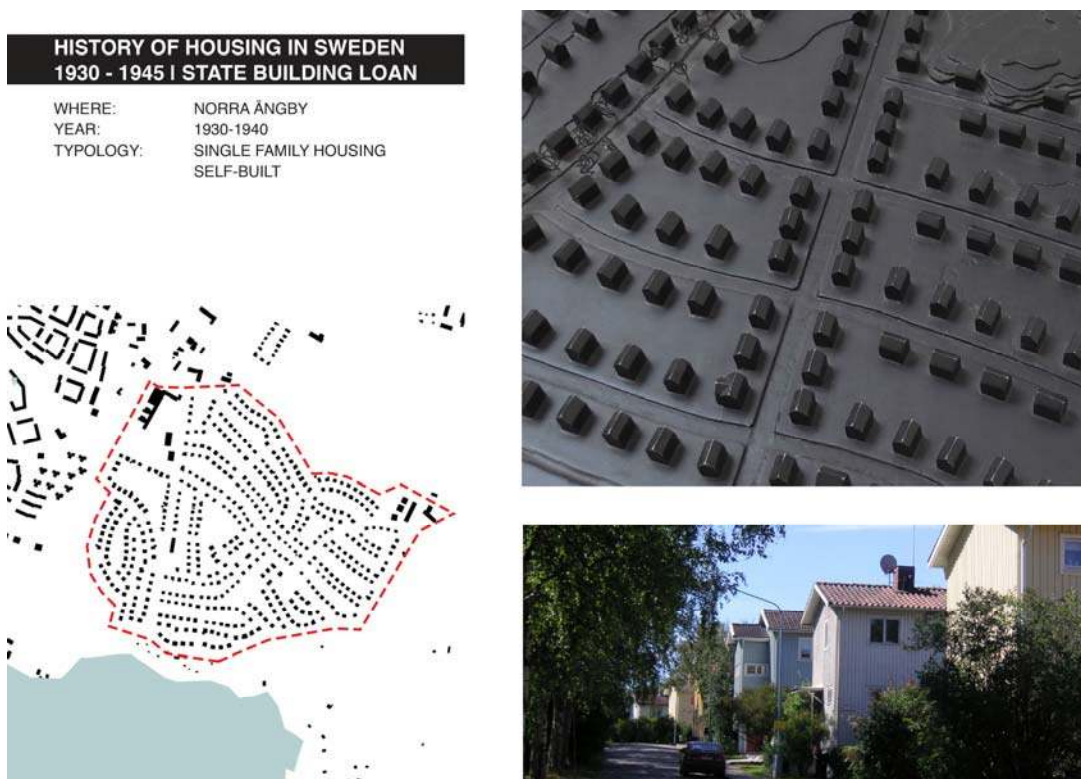 HISTORY OF HOUSING IN SWEDEN
1930 - 1945 I STATE BUILDING LOAN
WHERE: NORRA ÄNGBY
YEAR: 1930-1940
TYPOLOGY: SINGLE FAMILY HOUSING
SELF-BUILT